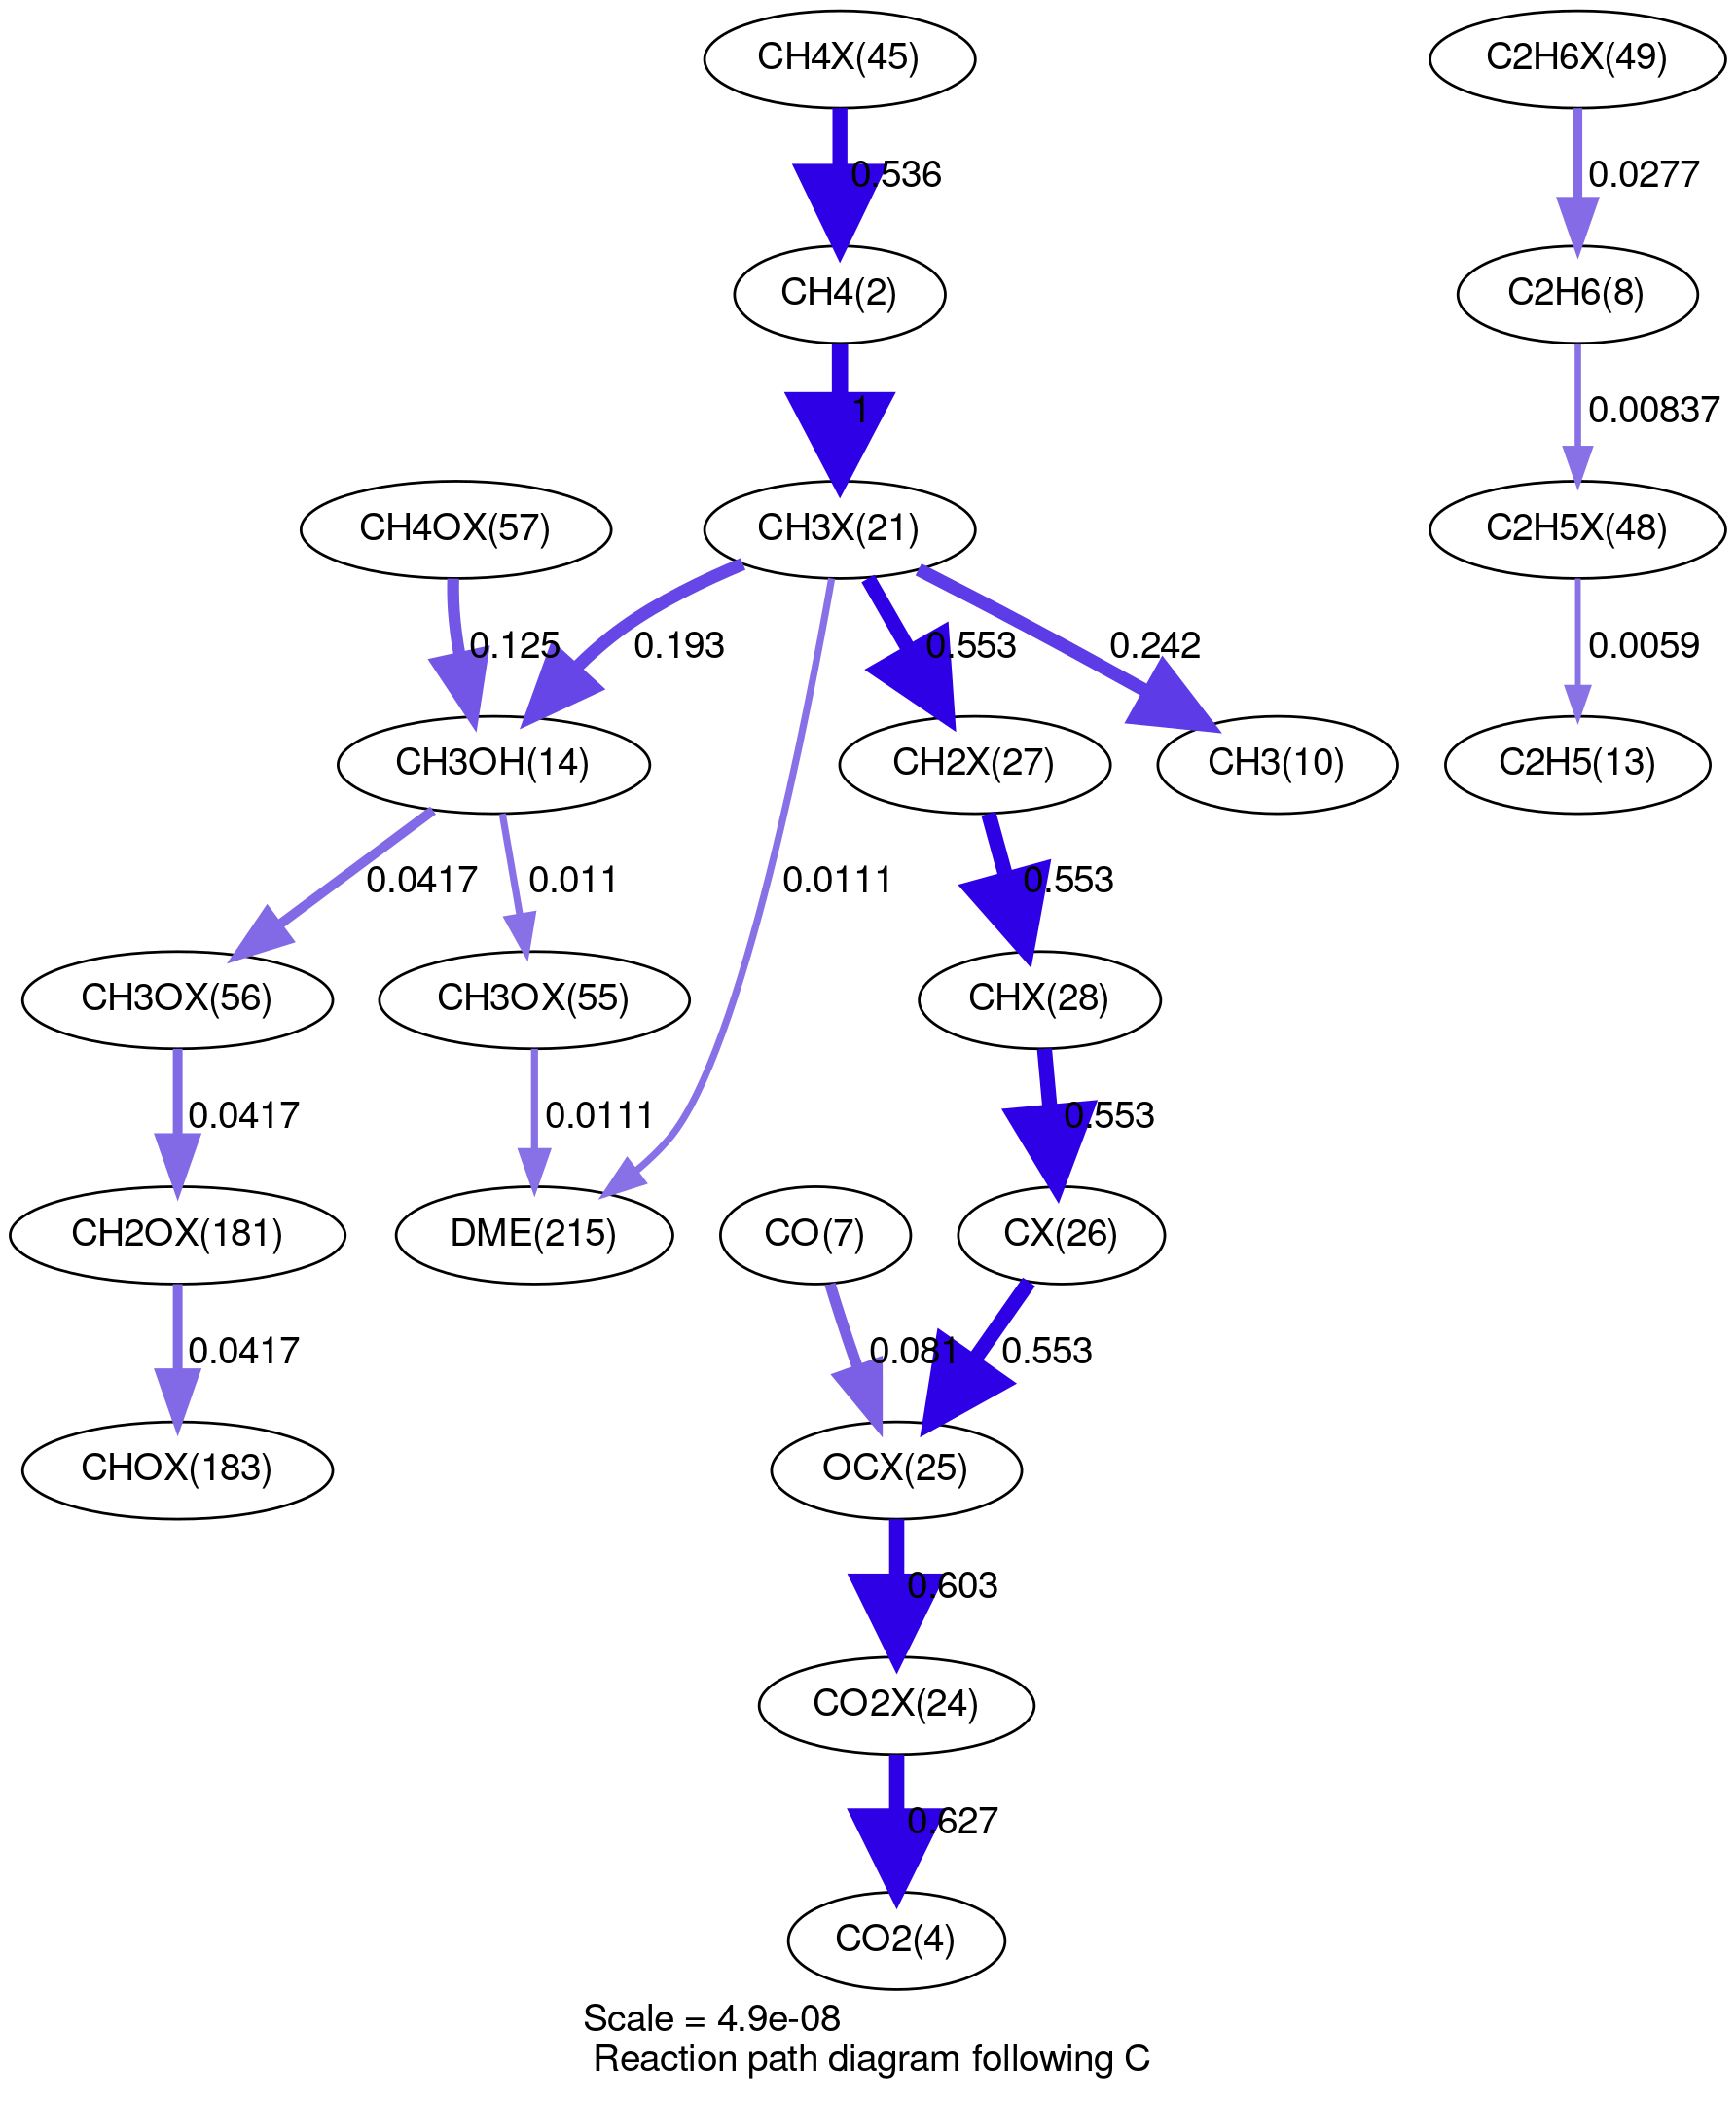 CH4X(45)
C2H6X(49)
0.536
0.0277
CH4(2)
C2H6(8)
1
0.00837
CH4OX(57)
CH3X(21)
C2H5X(48)
0.125
0.193
0.553
0.242
0.0059
CH3OH(14)
CH2X(27)
CH3(10)
C2H5(13)
0.0417
0.011
0.0111
0.553
CH3OX(56)
CH3OX(55)
CHX(28)
0.0417
0.0111
0.553
CH2OX(181)
DME(215)
CO(7)
CX(26)
0.0417
0.081
0.553
CHOX(183)
OCX(25)
0.603
CO2X(24)
0.627
CO2(4)
Scale = 4.9e-08
Reaction path diagram following C